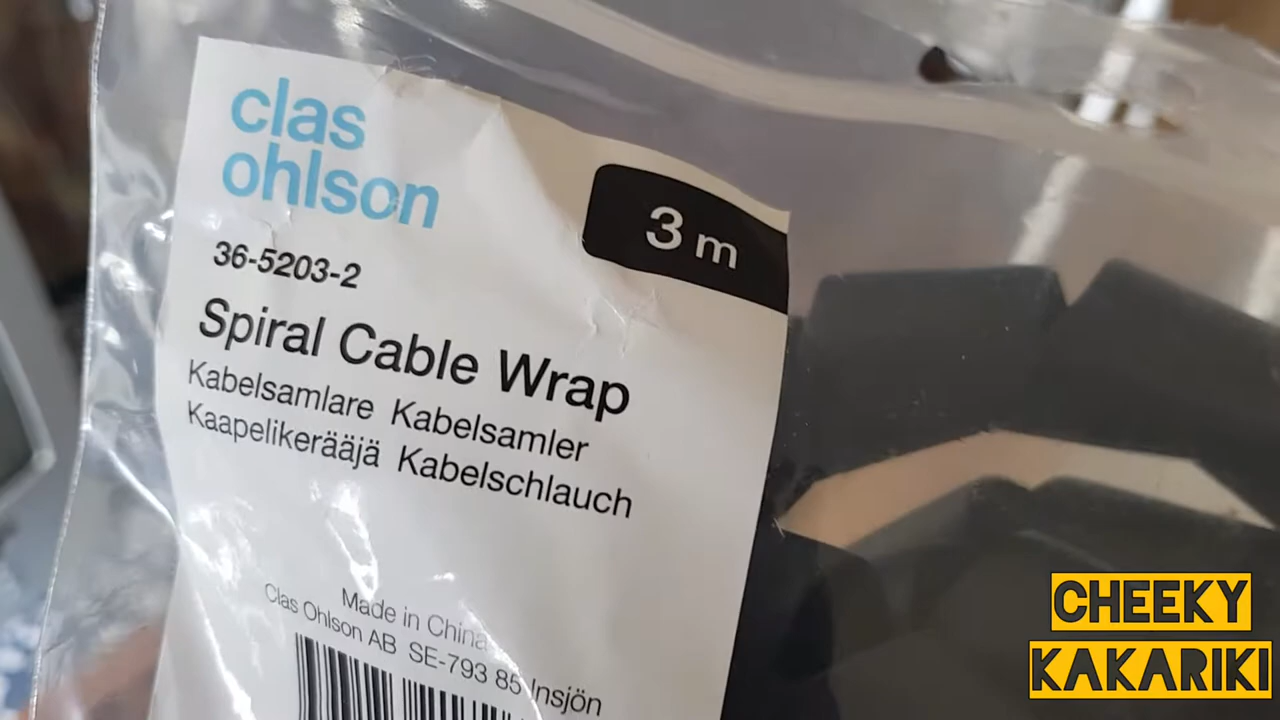 clas
ohlson
3 m
36-5203-2
Spiral Cable Wrap
Kabelsamlare Kabelsamler
Kaapelikerääjä Kabelschlauch
Made in China
Clas Ohlson AB SE-793 85 Insjön
CHEEKY
KAKARIKI